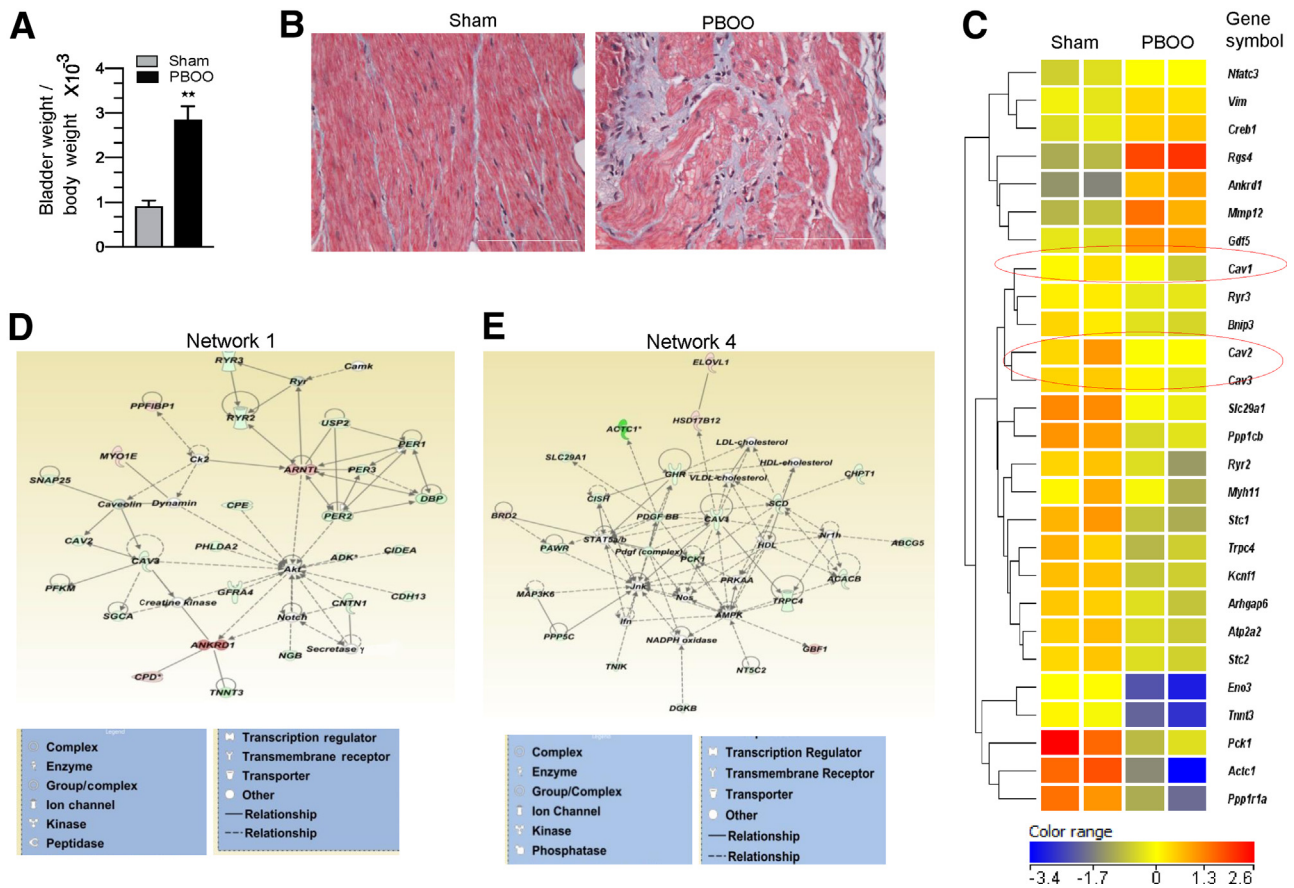 A
Sham
PBOO
**
Bladder weight /
body weight X10-3
4
3
2
1
0
B
Sham
PBOO
C
Sham
PBOO
Gene
symbol
Nfatc3
Vim
Creb1
Rgs4
Ankrd1
Mmp12
Gdf5
Cav1
Ryr3
Bnip3
Cav2
Cav3
Slc29a1
Ppp1cb
Ryr2
Myh11
Stc1
Trpc4
Kcnf1
Arhgap6
Atp2a2
Stc2
Eno3
Tnnt3
Pck1
Actc1
Ppp1r1a
Color range
-3.4 -1.7 0 1.3 2.6
D
Network 1
RYR3
Ryr
Camk
PPFIBP1
RYR2
USP2
PER1
MYO1E
Ck2
ARNTL
PER3
SNAP25
DBP
Caveolin
Dynamin
CPE
PER2
CAV2
PHLDA2
ADK*
CIDEA
CAV3
Akt
PFKM
GFRA4
CDH13
Creatine kinase
CNTN1
SGCA
Notch
ANKRD1
Secretase γ
NGB
CPD*
TNNT3
Legend
Complex
Enzyme
Group/complex
Ion channel
Kinase
Peptidase
Transcription regulator
Transmembrane receptor
Transporter
Other
Relationship
Relationship
E
Network 4
ELOVL1
HSD17B12
ACTC1*
LDL-cholesterol
SLC29A1
HDL-cholesterol
GHR
VLDL-cholesterol
CHPT1
CISH
SCD
PDGF BB
CAV1
BRD2
STAT5a/b
Nr1h
PAWR
Pdgf (complex)
HDL
ABCG5
PCK1
Jnk
PRKAA
ACACB
MAP3K6
Nos
TRPC4
AMPK
Ifn
PPP5C
NADPH oxidase
GBF1
TNIK
NT5C2
DGKB
Legend
Complex
Enzyme
Group/Complex
Ion Channel
Kinase
Phosphatase
Transcription Regulator
Transmembrane Receptor
Transporter
Other
Relationship
Relationship